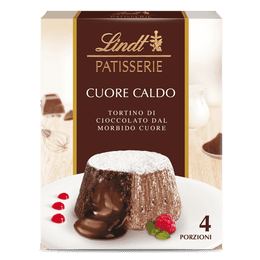 Lindt
PATISSERIE
CUORE CALDO
TORTINO DI
CIOCCOLATO DAL
MORBIDO CUORE
4
PORZIONI